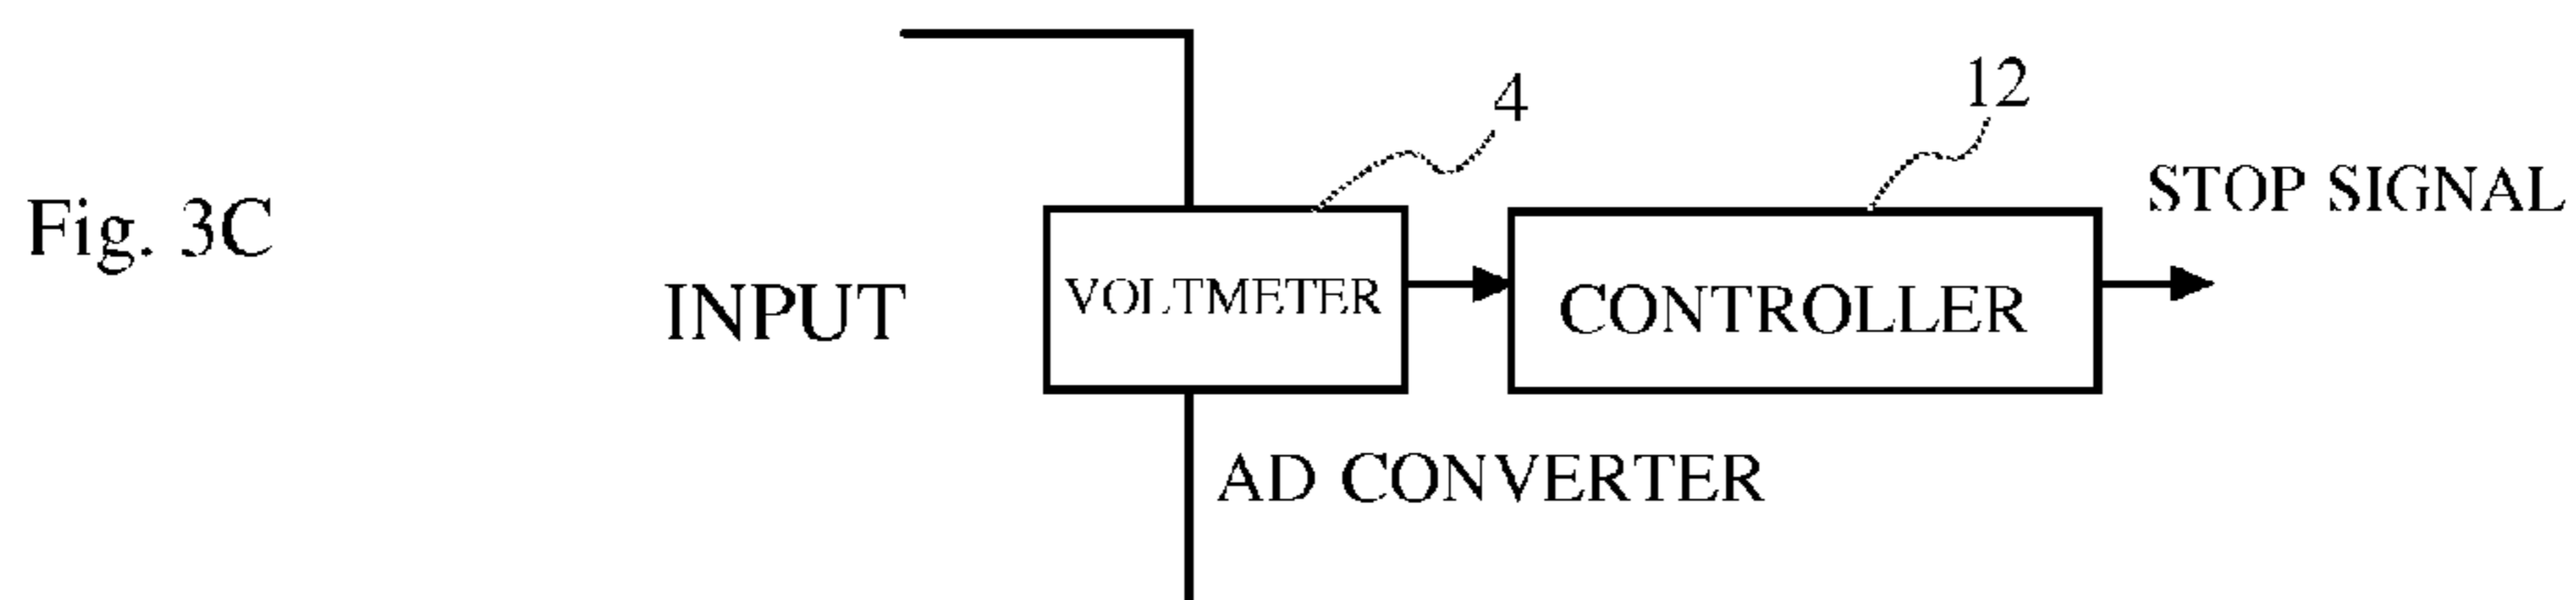 4
12
STOP SIGNAL
Fig. 3C
INPUT
VOLTMETER
CONTROLLER
AD CONVERTER